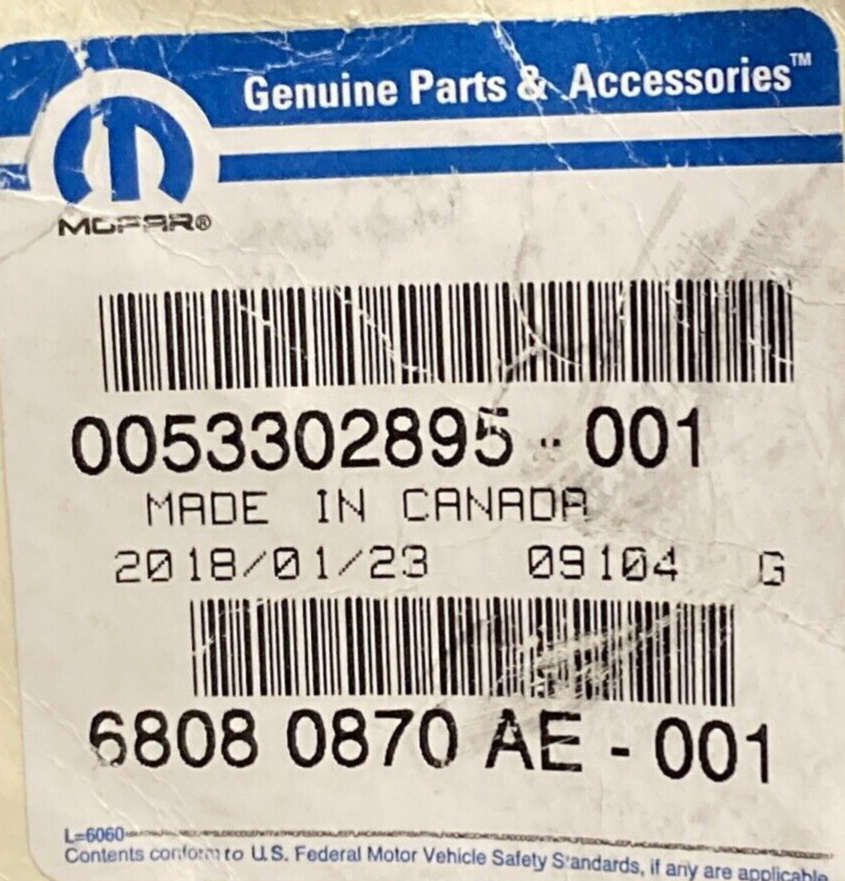 Genuine Parts & Accessories™
MOPAR®
0053302895 - 001
MADE IN CANADA
2018/01/23 09104 G
6808 0870 AE - 001
L=6060
Contents conform to U.S. Federal Motor Vehicle Safety Standards, if any are applicable.